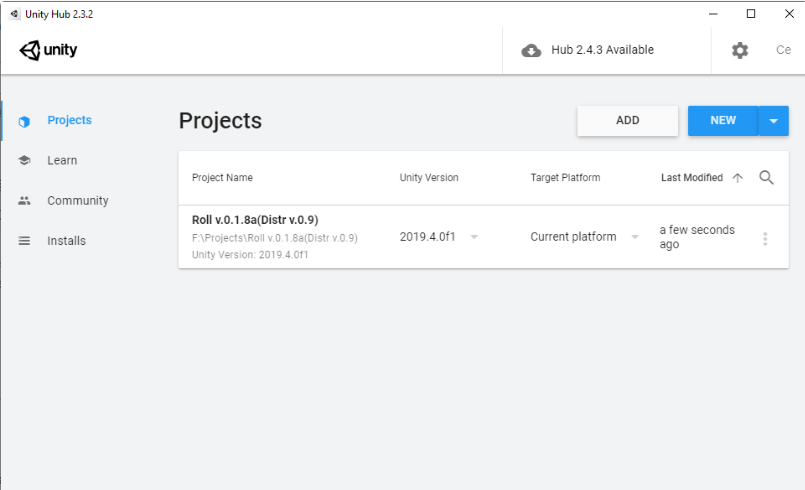 Unity Hub 2.3.2
unity
Hub 2.4.3 Available
Ce
Projects
Learn
Community
Installs
Projects
ADD
NEW
Project Name
Unity Version
Target Platform
Last Modified
Roll v.0.1.8a(Distr v.0.9)
F:\Projects\Roll v.0.1.8a(Distr v.0.9)
Unity Version: 2019.4.0f1
2019.4.0f1
Current platform
a few seconds
ago